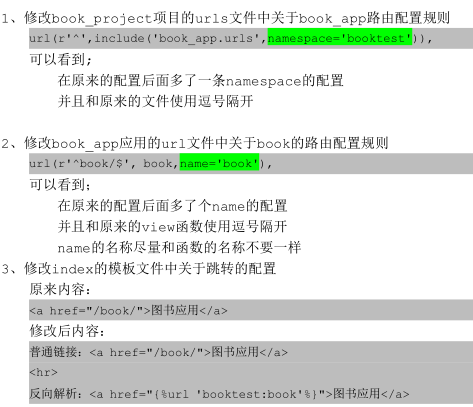 1、修改book_project项目的urls文件中关于book_app路由配置规则
url(r'^',include('book_app.urls',namespace='booktest')),
可以看到;
在原来的配置后面多了一条namespace的配置
并且和原来的文件使用逗号隔开
2、修改book_app应用的url文件中关于book的路由配置规则
url(r'^book/$', book,name='book'),
可以看到;
在原来的配置后面多了个name的配置
并且和原来的view函数使用逗号隔开
name的名称尽量和函数的名称不要一样
3、修改index的模板文件中关于跳转的配置
原来内容:
<a href="/book/">图书应用</a>
修改后内容:
普通链接: <a href="/book/">图书应用</a>
<hr>
反向解析: <a href="{%url 'booktest:book'%}">图书应用</a>